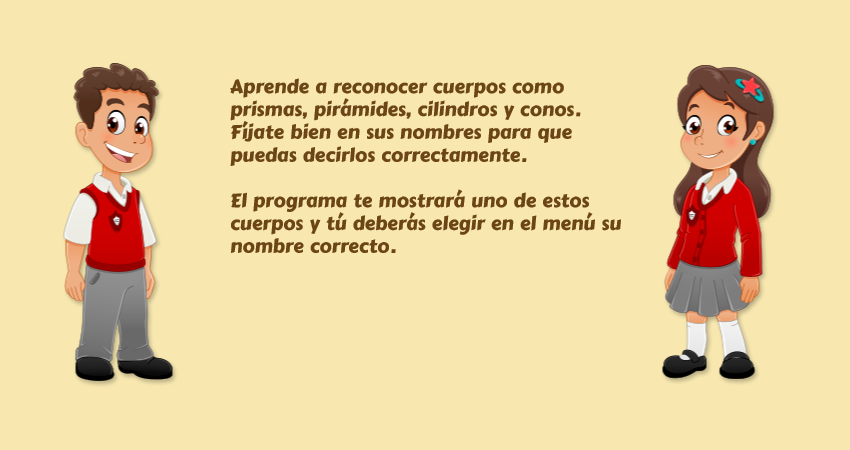 Aprende a reconocer cuerpos como
prismas, pirámides, cilindros y conos.
Fíjate bien en sus nombres para que
puedas decirlos correctamente.
El programa te mostrará uno de estos
cuerpos y tú deberás elegir en el menú su
nombre correcto.